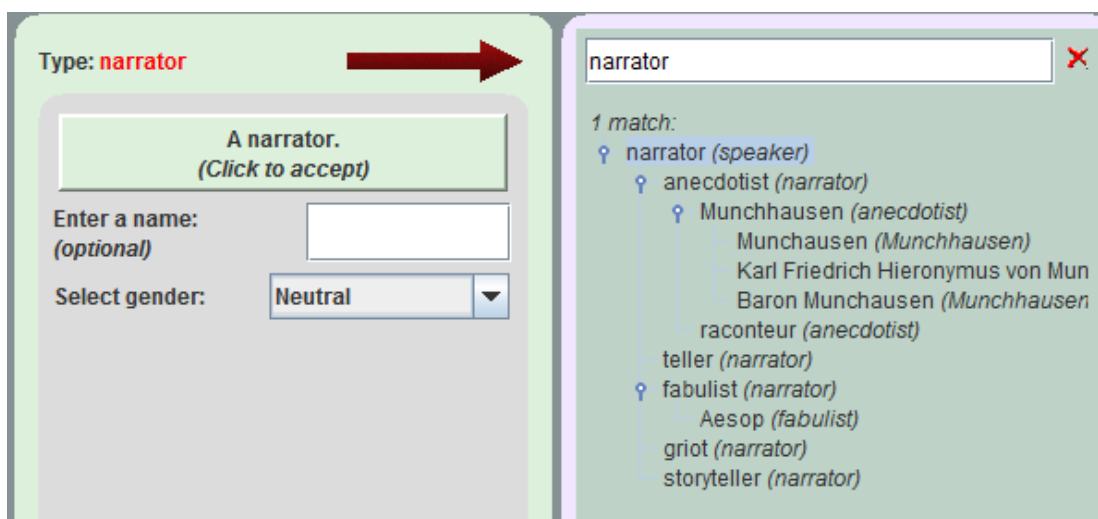 Type: narrator
A narrator.
(Click to accept)
Enter a name:
(optional)
Select gender:
Neutral
narrator
1 match:
narrator (speaker)
anecdotist (narrator)
Munchhausen (anecdotist)
Munchausen (Munchhausen)
Karl Friedrich Hieronymus von Mun
Baron Munchausen (Munchhausen
raconteur (anecdotist)
teller (narrator)
fabulist (narrator)
Aesop (fabulist)
griot (narrator)
storyteller (narrator)